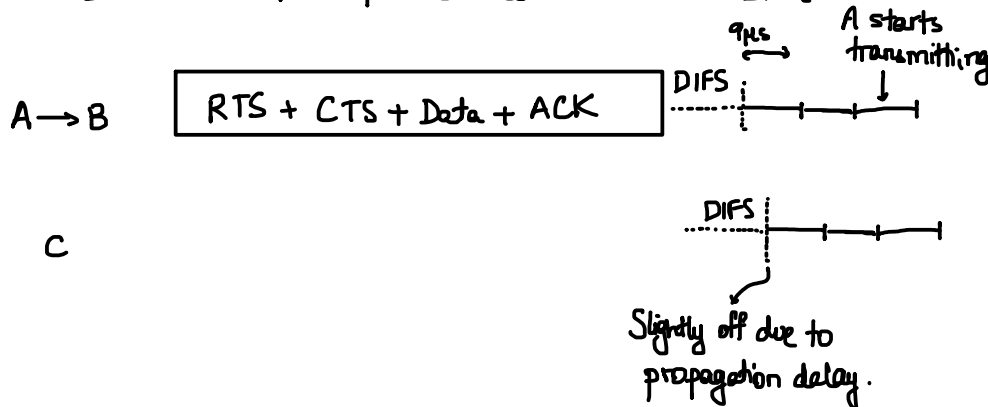 9μs
A starts
transmitting
DIFS
A → B
RTS + CTS + Data + ACK
DIFS
C
Slightly off due to
propagation delay.